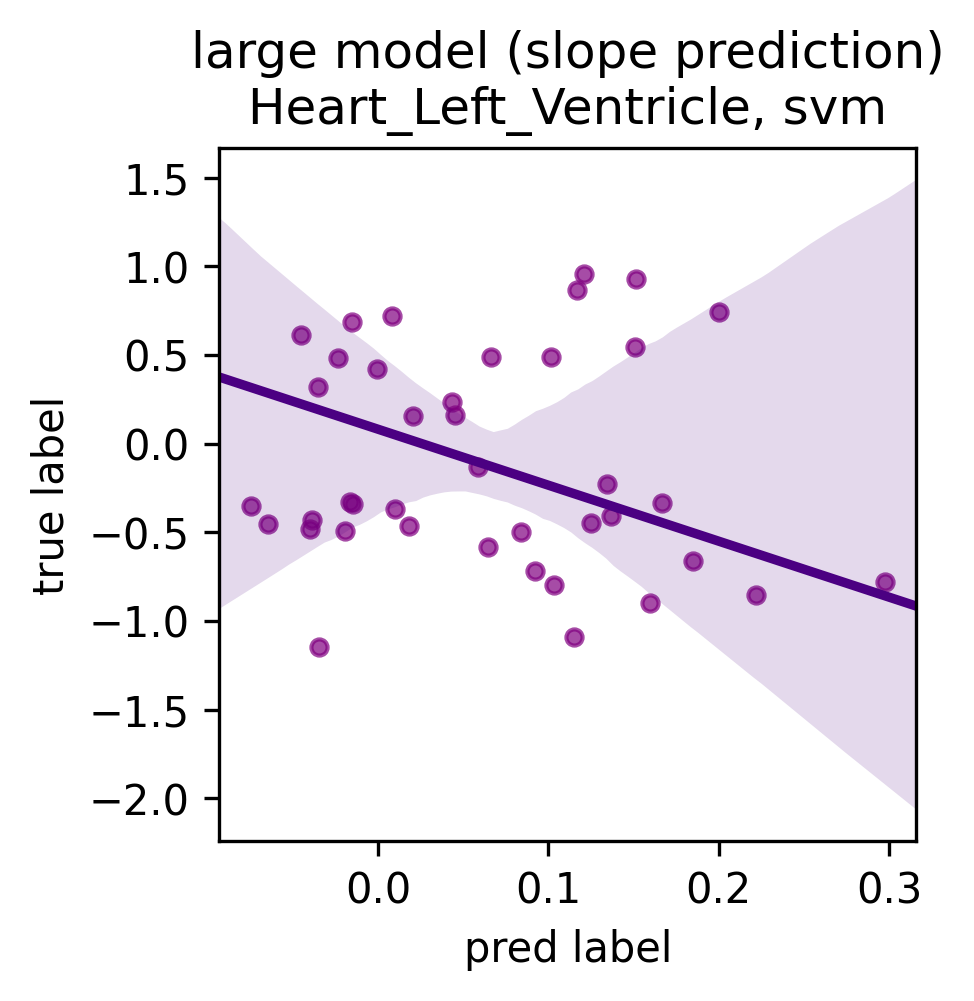 large model (slope prediction)
Heart_Left_Ventricle, svm
1.5
1.0
0.5
0.0
−0.5
−1.0
−1.5
−2.0
true label
0.0 0.1 0.2 0.3
pred label